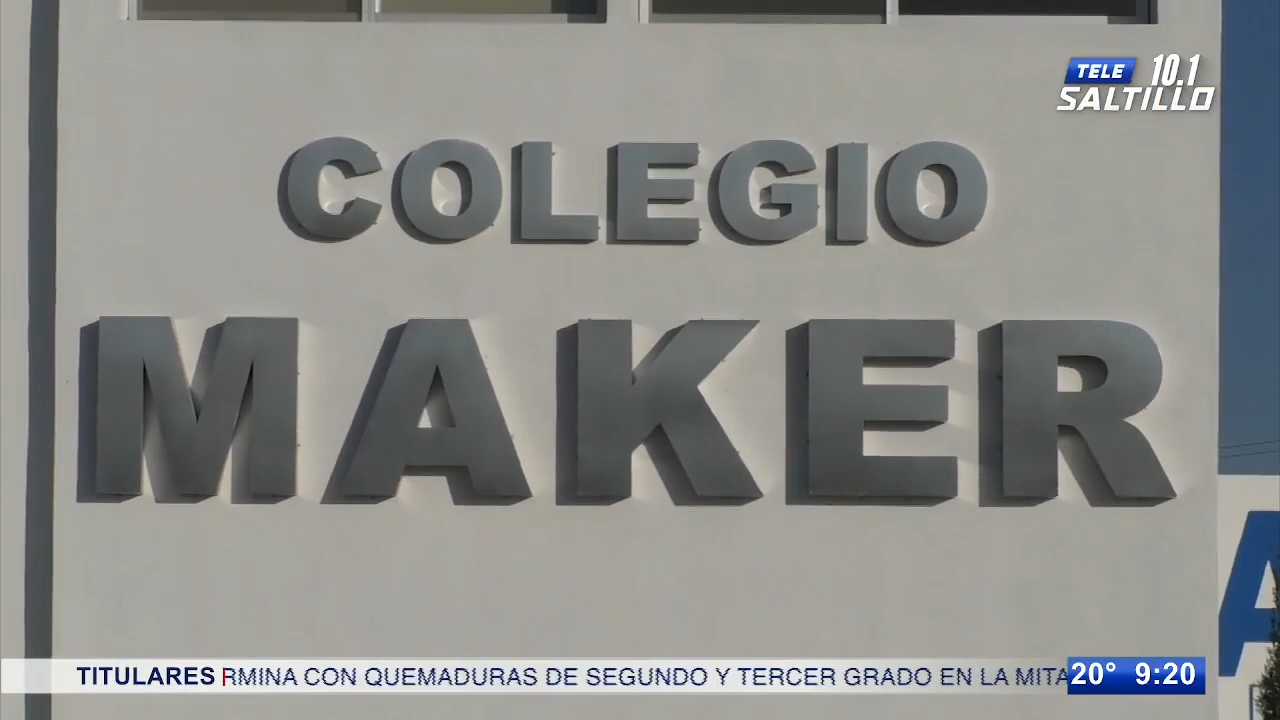 TELE 10.1
SALTILLO
COLEGIO
MAKER
TITULARES RMINA CON QUEMADURAS DE SEGUNDO Y TERCER GRADO EN LA MITA
20° 9:20